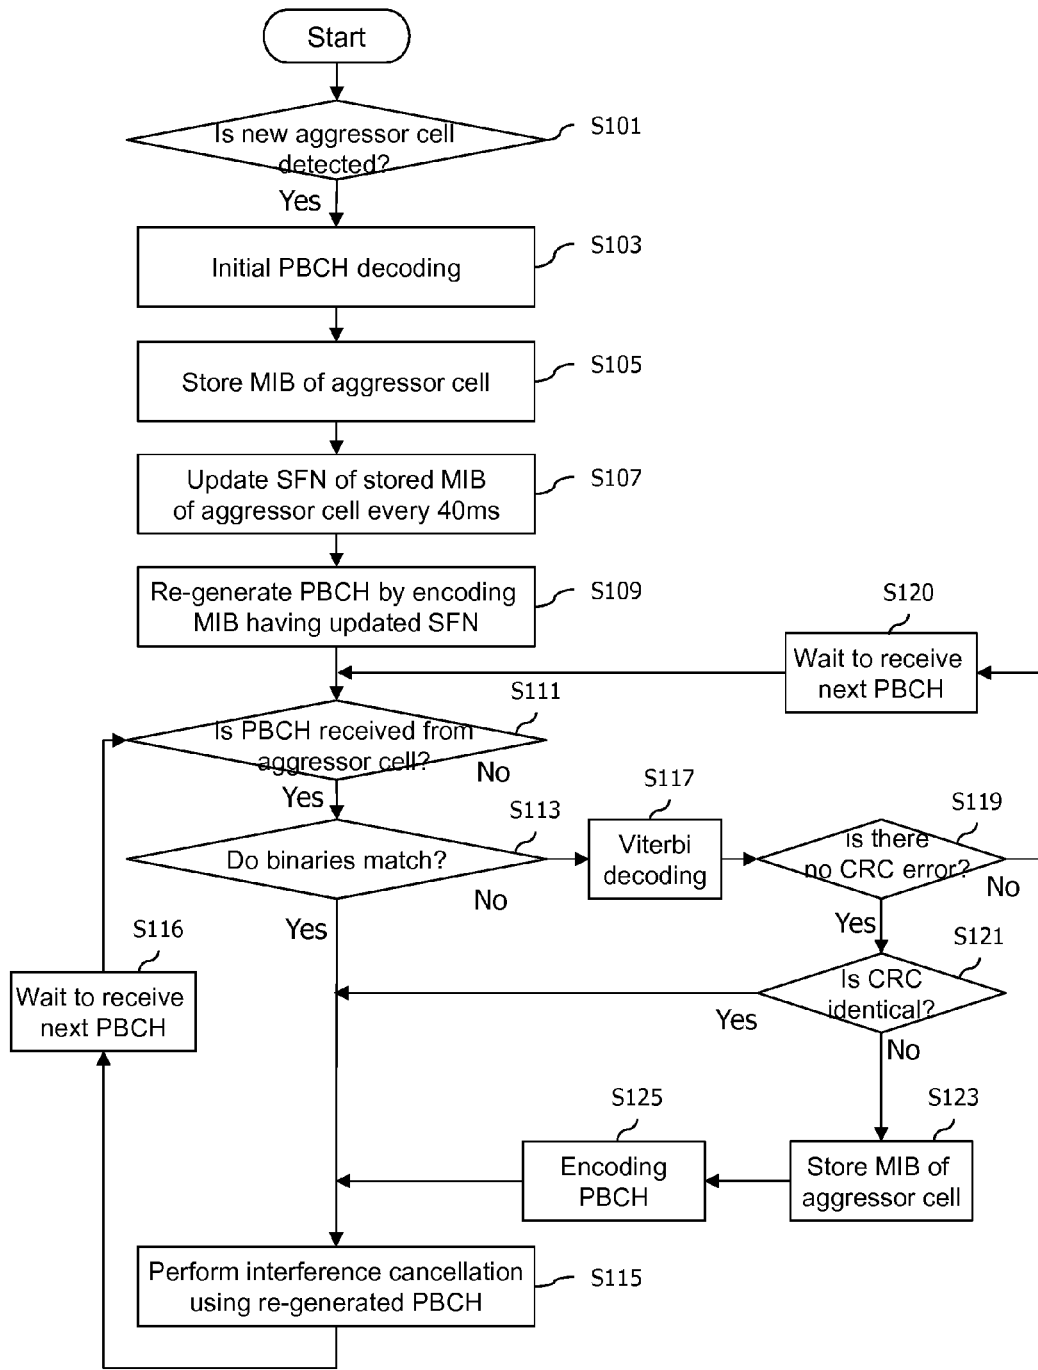 Start
Is new aggressor cell
detected?
S101
Yes
Initial PBCH decoding
S103
Store MIB of aggressor cell
S105
Update SFN of stored MIB
of aggressor cell every 40ms
S107
Re-generate PBCH by encoding
MIB having updated SFN
S109
S120
Wait to receive
next PBCH
S111
Is PBCH received from
aggressor cell?
No
Yes
S113
Do binaries match?
No
Yes
S117
Viterbi
decoding
S119
is there
no CRC error?
No
Yes
S116
Wait to receive
next PBCH
S121
Is CRC
identical?
Yes
No
S125
Encoding
PBCH
S123
Store MIB of
aggressor cell
Perform interference cancellation
using re-generated PBCH
S115